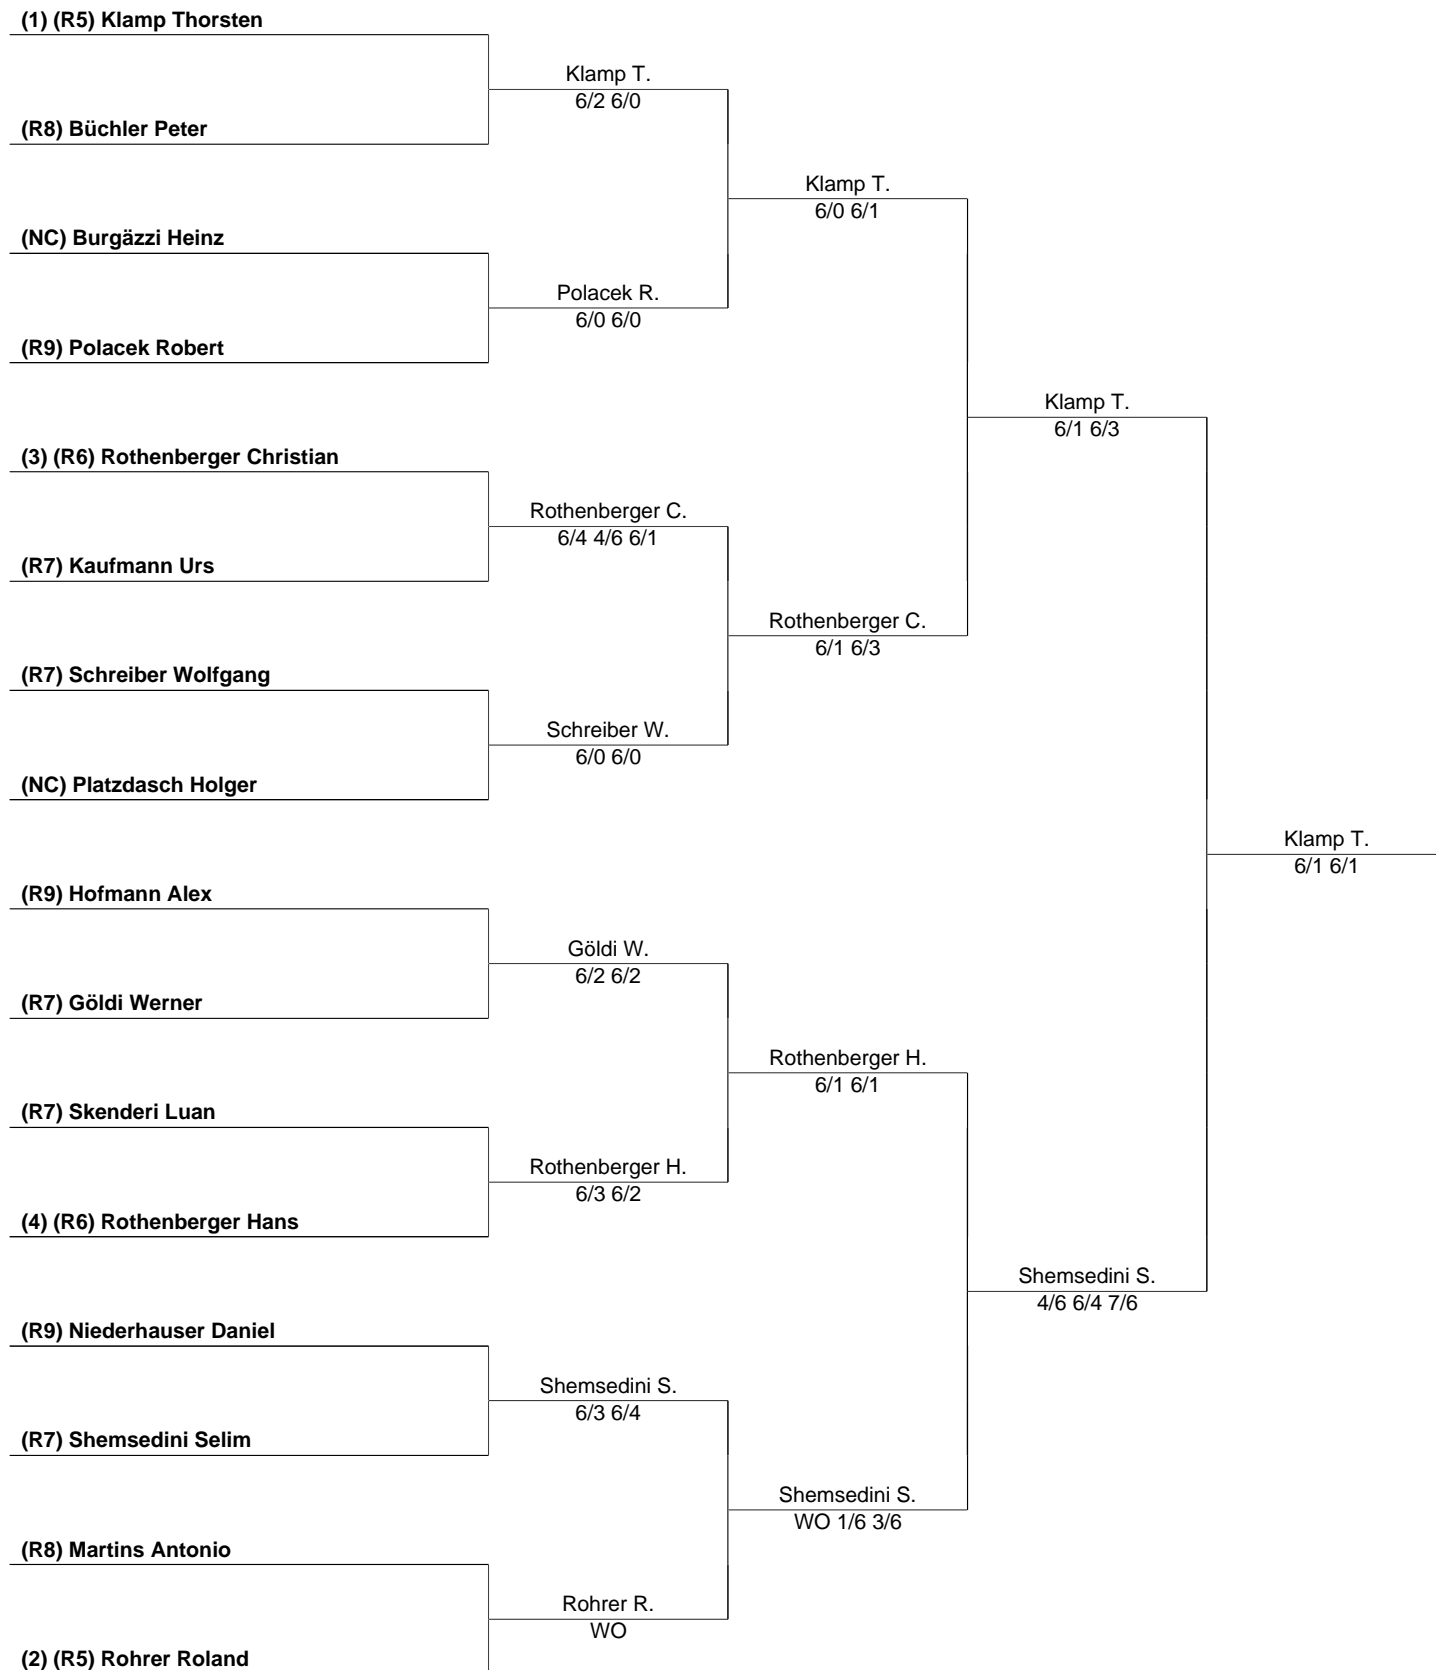 (1) (R5) Klamp Thorsten
Klamp T.
6/2 6/0
(R8) Büchler Peter
Klamp T.
6/0 6/1
(NC) Burgäzzi Heinz
Polacek R.
6/0 6/0
(R9) Polacek Robert
Klamp T.
6/1 6/3
(3) (R6) Rothenberger Christian
Rothenberger C.
6/4 4/6 6/1
(R7) Kaufmann Urs
Rothenberger C.
6/1 6/3
(R7) Schreiber Wolfgang
Schreiber W.
6/0 6/0
(NC) Platzdasch Holger
Klamp T.
6/1 6/1
(R9) Hofmann Alex
Göldi W.
6/2 6/2
(R7) Göldi Werner
Rothenberger H.
6/1 6/1
(R7) Skenderi Luan
Rothenberger H.
6/3 6/2
(4) (R6) Rothenberger Hans
Shemsedini S.
4/6 6/4 7/6
(R9) Niederhauser Daniel
Shemsedini S.
6/3 6/4
(R7) Shemsedini Selim
Shemsedini S.
WO 1/6 3/6
(R8) Martins Antonio
Rohrer R.
WO
(2) (R5) Rohrer Roland